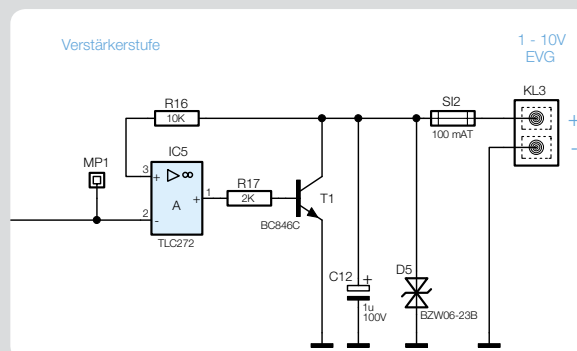 Verstärkerstufe
1 - 10V
EVG
KL3
R16
10K
SI2
100 mAT
+
-
IC5
MP1
3
+
∞
A
1
+
2
-
TLC272
R17
2K
T1
BC846C
C12
+
1u
100V
D5
BZW06-23B